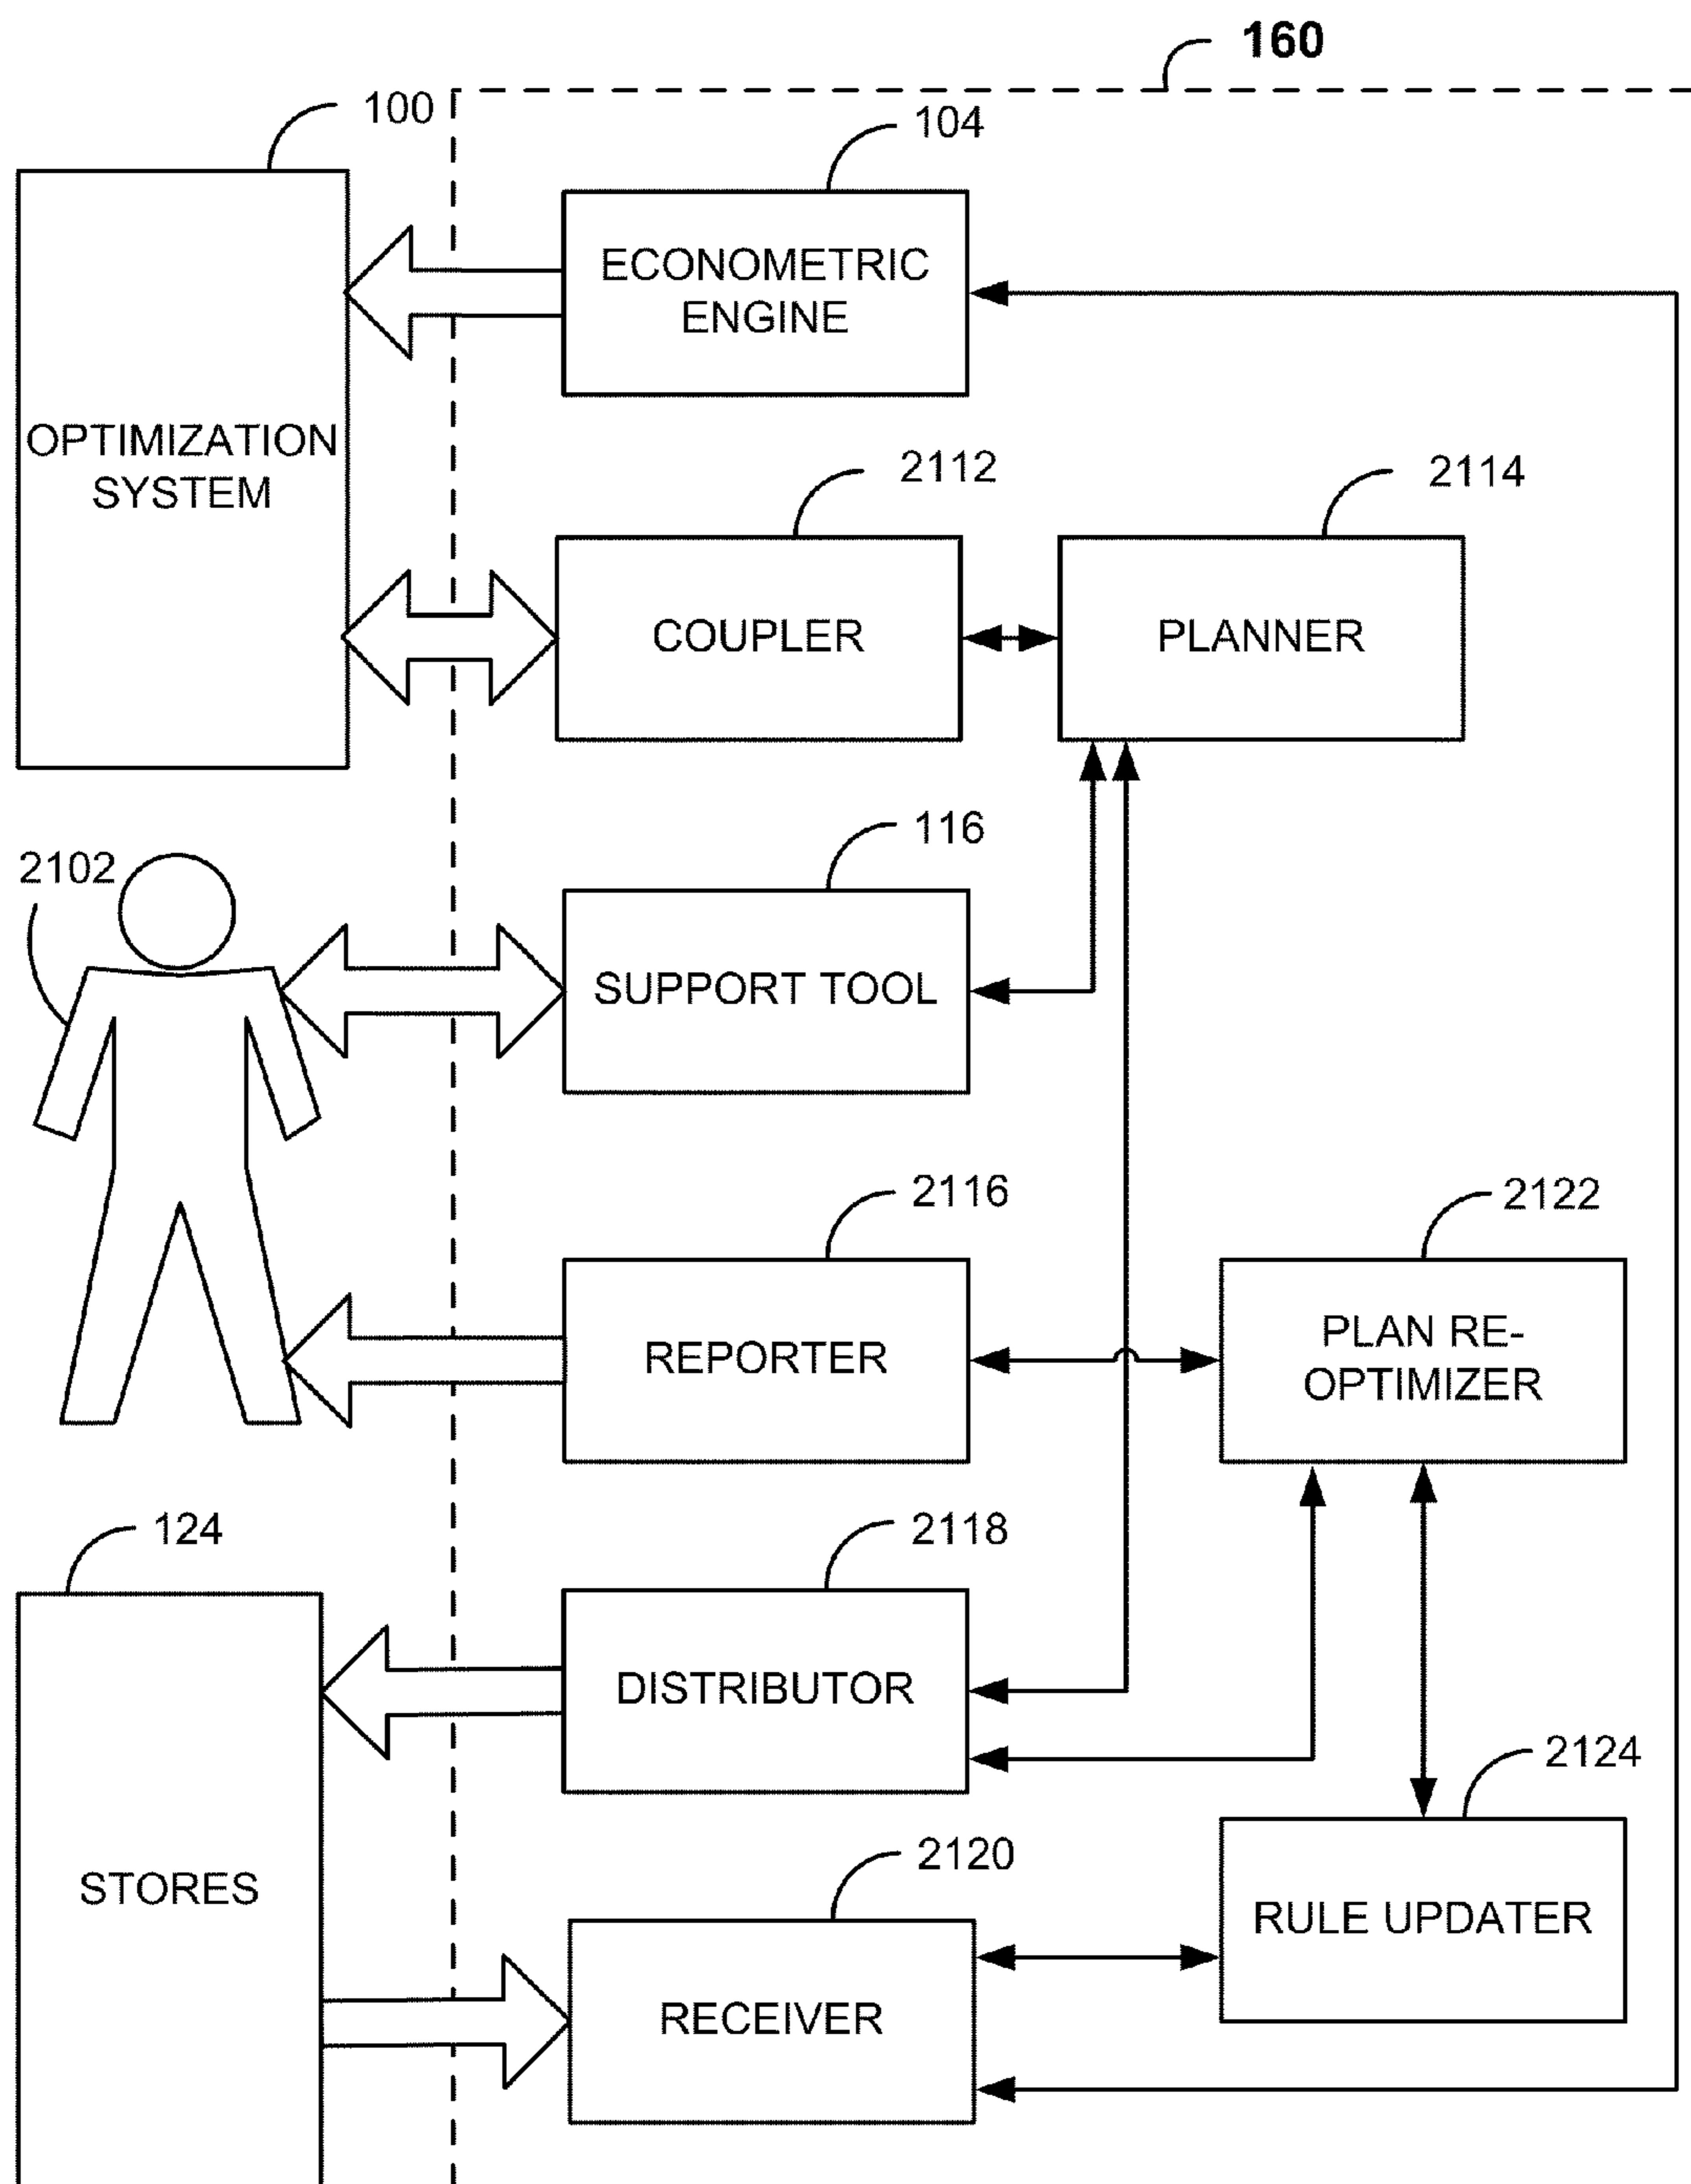 160
100
104
ECONOMETRIC
ENGINE
OPTIMIZATION
SYSTEM
2112
2114
COUPLER
PLANNER
116
2102
SUPPORT TOOL
2116
2122
REPORTER
PLAN RE-
OPTIMIZER
124
2118
DISTRIBUTOR
2124
2120
STORES
RULE UPDATER
RECEIVER